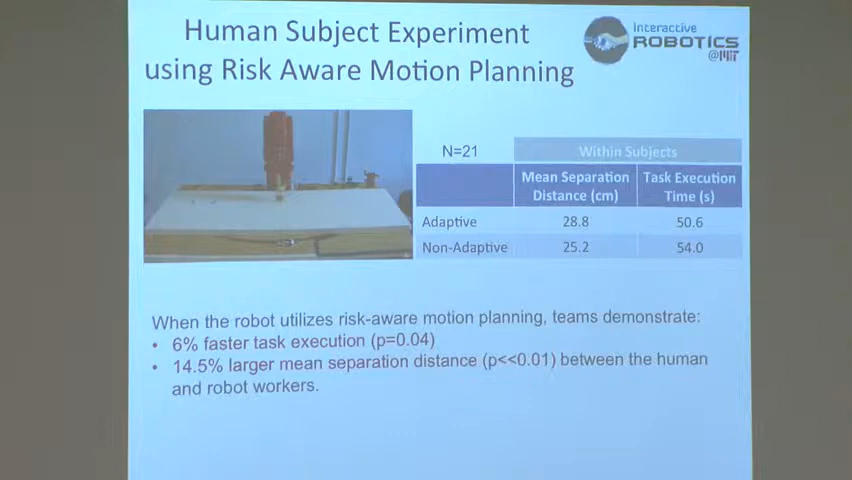 Human Subject Experiment
using Risk Aware Motion Planning
Interactive
ROBOTICS
@MIT
N=21
Within Subjects
Mean Separation Distance (cm)
Task Execution Time (s)
Adaptive 28.8 50.6
Non-Adaptive 25.2 54.0
When the robot utilizes risk-aware motion planning, teams demonstrate:
• 6% faster task execution (p=0.04)
• 14.5% larger mean separation distance (p<<0.01) between the human
and robot workers.